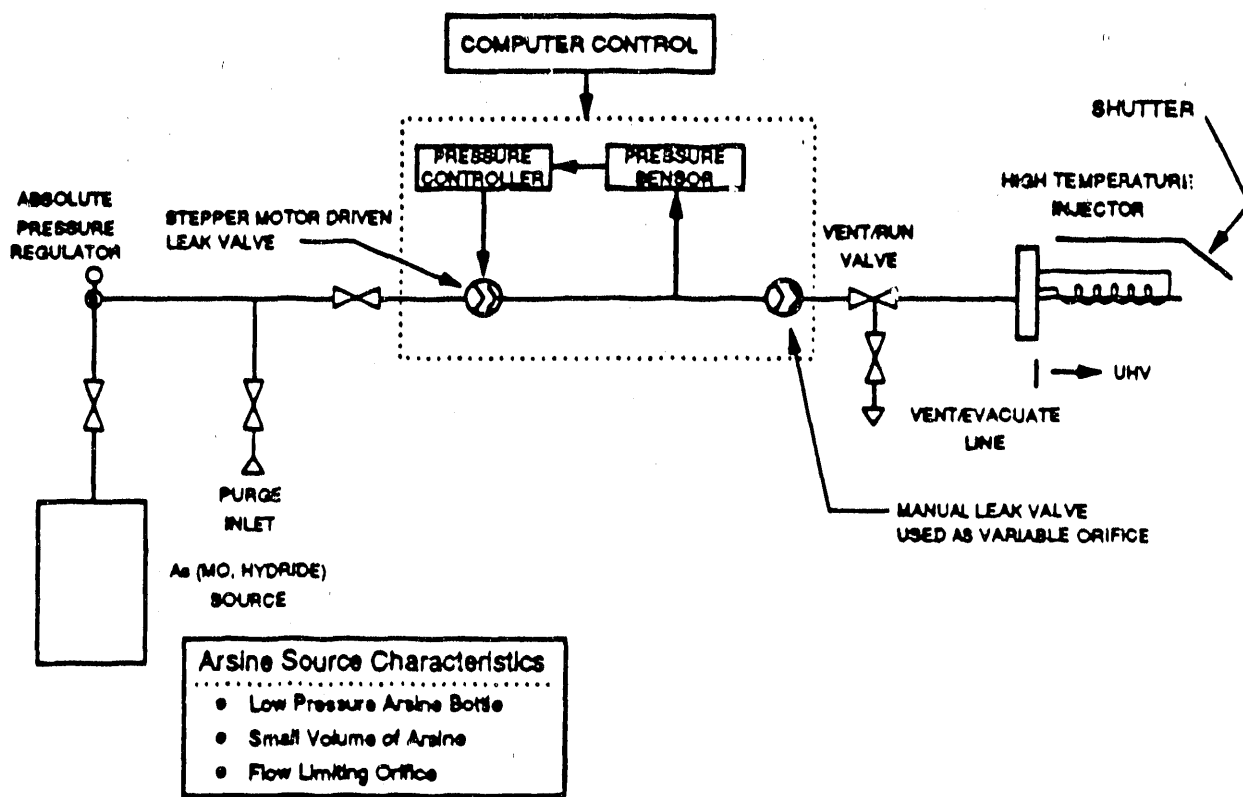 COMPUTER CONTROL
SHUTTER
PRESSURE
CONTROLLER
PRESSURE
SENSOR
HIGH TEMPERATURE
INJECTOR
ABSOLUTE
PRESSURE
REGULATOR
STEPPER MOTOR DRIVEN
LEAK VALVE
VENT/RUN
VALVE
UHV
VENT/EVACUATE
LINE
PURGE
INLET
MANUAL LEAK VALVE
USED AS VARIABLE ORIFICE
As (MO, HYDRIDE)
SOURCE
Arsine Source Characteristics
● Low Pressure Arsine Bottle
● Small Volume of Arsine
● Flow Limiting Orifice